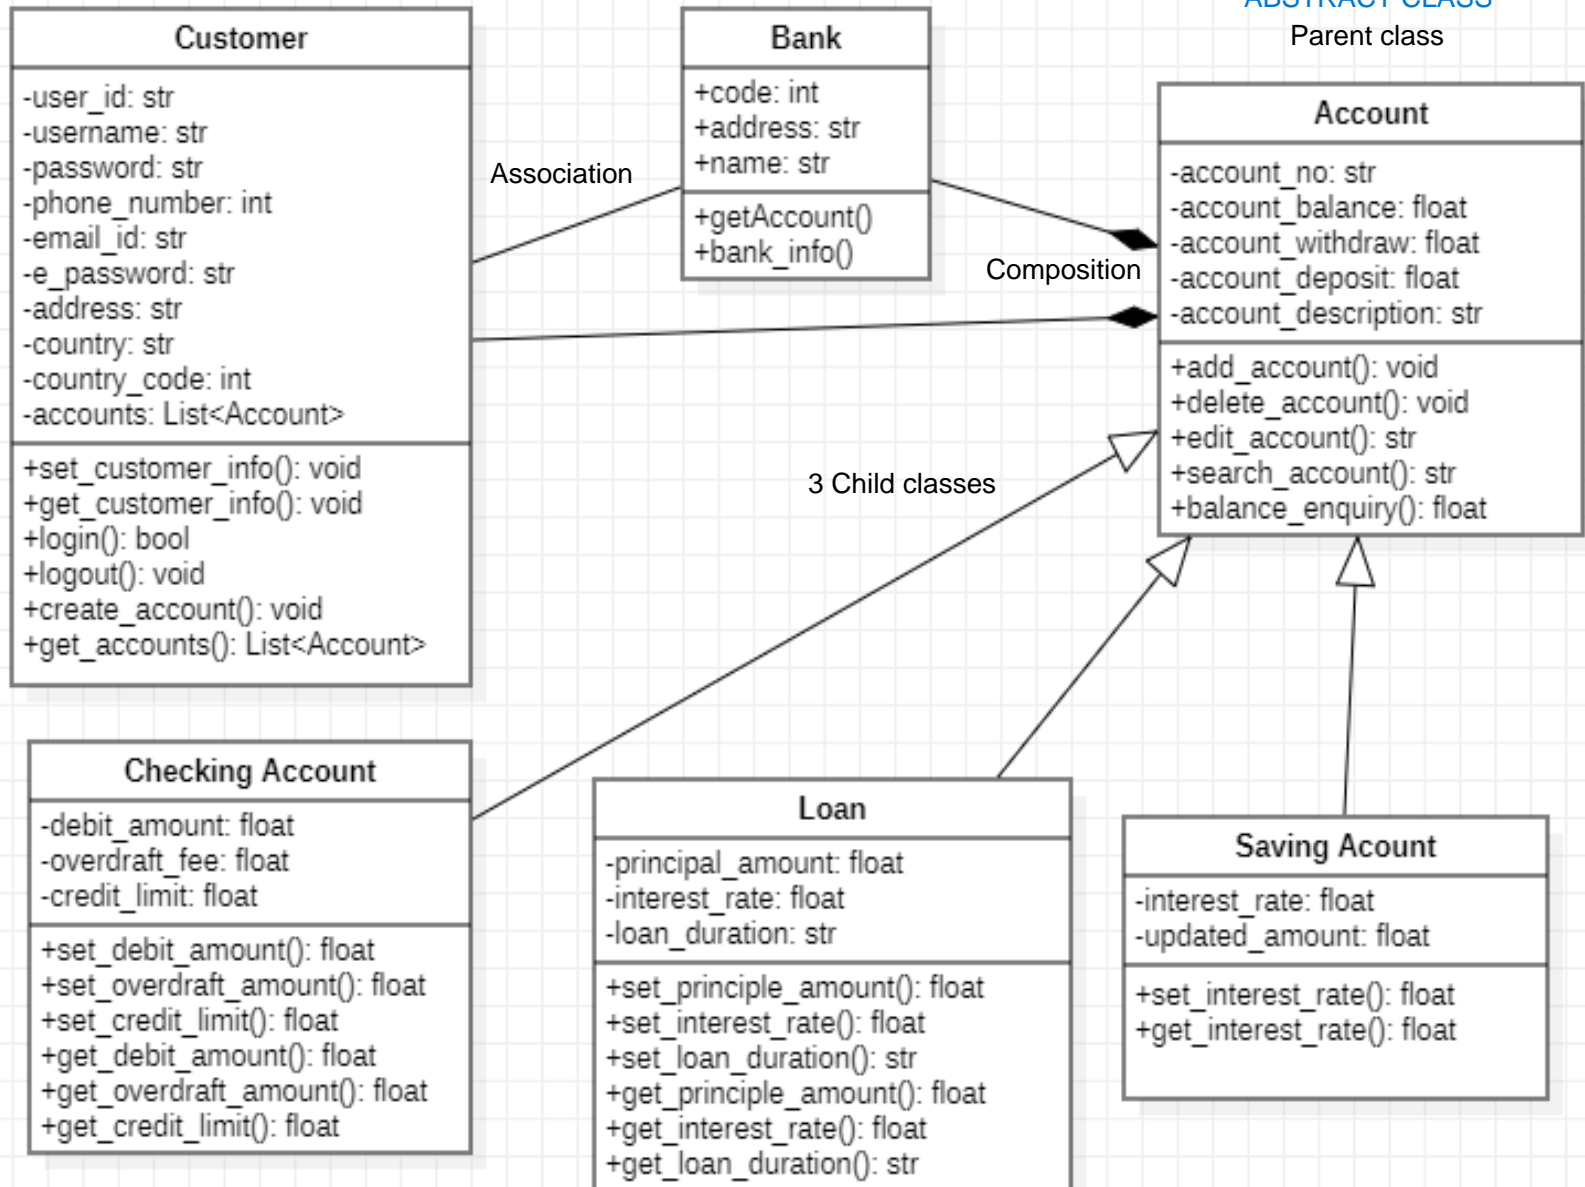 Customer
-user_id: str
-username: str
-password: str
-phone_number: int
-email_id: str
-e_password: str
-address: str
-country: str
-country_code: int
-accounts: List<Account>
+set_customer_info(): void
+get_customer_info(): void
+login(): bool
+logout(): void
+create_account(): void
+get_accounts(): List<Account>
Association
Bank
+code: int
+address: str
+name: str
+getAccount()
+bank_info()
Composition
ABSTRACT CLASS
Parent class
Account
-account_no: str
-account_balance: float
-account_withdraw: float
-account_deposit: float
-account_description: str
+add_account(): void
+delete_account(): void
+edit_account(): str
+search_account(): str
+balance_enquiry(): float
3 Child classes
Checking Account
-debit_amount: float
-overdraft_fee: float
-credit_limit: float
+set_debit_amount(): float
+set_overdraft_amount(): float
+set_credit_limit(): float
+get_debit_amount(): float
+get_overdraft_amount(): float
+get_credit_limit(): float
Loan
-principal_amount: float
-interest_rate: float
-loan_duration: str
+set_principle_amount(): float
+set_interest_rate(): float
+set_loan_duration(): str
+get_principle_amount(): float
+get_interest_rate(): float
+get_loan_duration(): str
Saving Acount
-interest_rate: float
-updated_amount: float
+set_interest_rate(): float
+get_interest_rate(): float